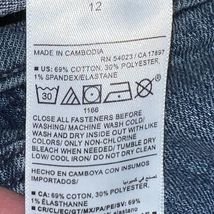 12
MADE IN CAMBODIA
RN 54023 / CA 17897
• US: 69% COTTON, 30% POLYESTER,
1% SPANDEX/ELASTANE
30
1166
CLOSE ALL FASTENERS BEFORE
WASHING/ MACHINE WASH COLD
AND DRY INSIDE OUT WITH LIKE
COLORS/ ONLY NON-CHLORINE
BLEACH WHEN NEEDED/ TUMBLE DRY
LOW/ COOL IRON/ DO NOT DRY CLEAN
HECHO EN CAMBOYA CON INSUMOS
IMPORTADOS/
• CA: 69% COTTON, 30% POLYESTER,
1% ELASTHANNE